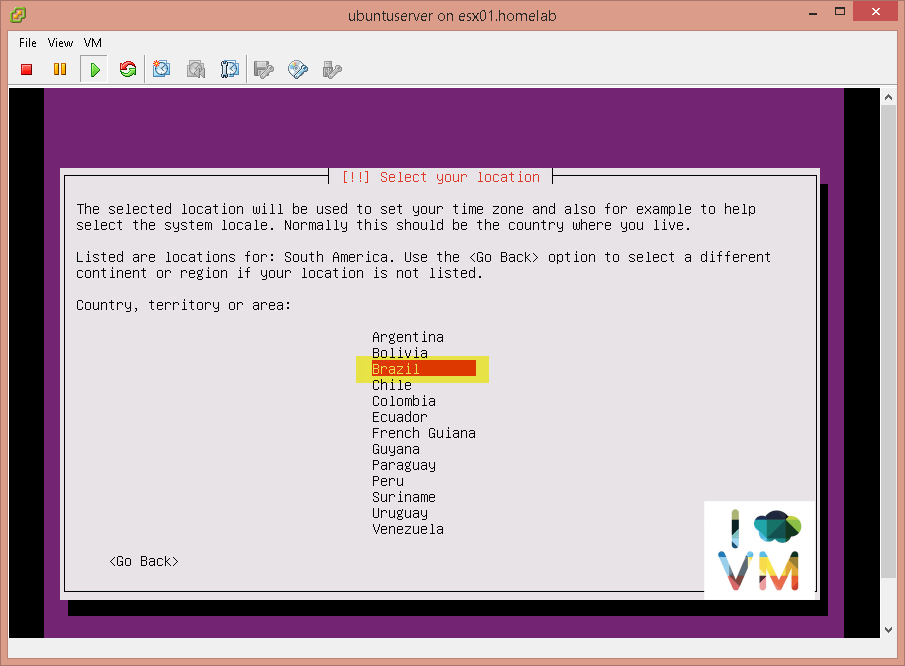 ubuntuserver on esx01.homelab
File View VM
[!!] Select your location
The selected location will be used to set your time zone and also for example to help
select the system locale. Normally this should be the country where you live.
Listed are locations for: South America. Use the <Go Back> option to select a different
continent or region if your location is not listed.
Country, territory or area:
Argentina
Bolivia
Brazil
Chile
Colombia
Ecuador
French Guiana
Guyana
Paraguay
Peru
Suriname
Uruguay
Venezuela
<Go Back>
I
VM